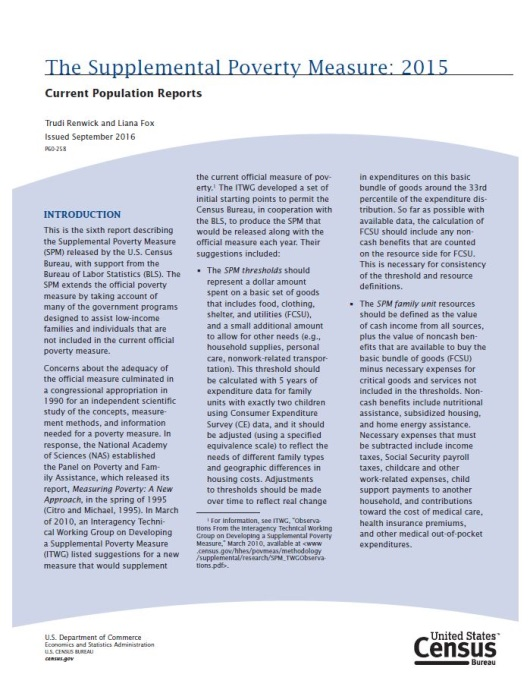 The Supplemental Poverty Measure: 2015
Current Population Reports
Trudi Renwick and Liana Fox
Issued September 2016
P60-258
INTRODUCTION
This is the sixth report describing
the Supplemental Poverty Measure
(SPM) released by the U.S. Census
Bureau, with support from the
Bureau of Labor Statistics (BLS). The
SPM extends the official poverty
measure by taking account of
many of the government programs
designed to assist low-income
families and individuals that are
not included in the current official
poverty measure.
Concerns about the adequacy of
the official measure culminated in
a congressional appropriation in
1990 for an independent scientific
study of the concepts, measure-
ment methods, and information
needed for a poverty measure. In
response, the National Academy
of Sciences (NAS) established
the Panel on Poverty and Fam-
ily Assistance, which released its
report, Measuring Poverty: A New
Approach, in the spring of 1995
(Citro and Michael, 1995). In March
of 2010, an Interagency Techni-
cal Working Group on Developing
a Supplemental Poverty Measure
(ITWG) listed suggestions for a new
measure that would supplement
the current official measure of pov-
erty.¹ The ITWG developed a set of
initial starting points to permit the
Census Bureau, in cooperation with
the BLS, to produce the SPM that
would be released along with the
official measure each year. Their
suggestions included:
• The SPM thresholds should
represent a dollar amount
spent on a basic set of goods
that includes food, clothing,
shelter, and utilities (FCSU),
and a small additional amount
to allow for other needs (e.g.,
household supplies, personal
care, nonwork-related transpor-
tation). This threshold should
be calculated with 5 years of
expenditure data for family
units with exactly two children
using Consumer Expenditure
Survey (CE) data, and it should
be adjusted (using a specified
equivalence scale) to reflect the
needs of different family types
and geographic differences in
housing costs. Adjustments
to thresholds should be made
over time to reflect real change
¹ For information, see ITWG, "Observa-
tions From the Interagency Technical Working
Group on Developing a Supplemental Poverty
Measure," March 2010, available at <www
.census.gov/hhes/povmeas/methodology
/supplemental/research/SPM_TWGObserva-
tions.pdf>.
in expenditures on this basic
bundle of goods around the 33rd
percentile of the expenditure dis-
tribution. So far as possible with
available data, the calculation of
FCSU should include any non-
cash benefits that are counted
on the resource side for FCSU.
This is necessary for consistency
of the threshold and resource
definitions.
• The SPM family unit resources
should be defined as the value
of cash income from all sources,
plus the value of noncash ben-
efits that are available to buy the
basic bundle of goods (FCSU)
minus necessary expenses for
critical goods and services not
included in the thresholds. Non-
cash benefits include nutritional
assistance, subsidized housing,
and home energy assistance.
Necessary expenses that must
be subtracted include income
taxes, Social Security payroll
taxes, childcare and other
work-related expenses, child
support payments to another
household, and contributions
toward the cost of medical care,
health insurance premiums,
and other medical out-of-pocket
expenses.
U.S. Department of Commerce
Economics and Statistics Administration
U.S. CENSUS BUREAU
census.gov
United States™
Census
Bureau